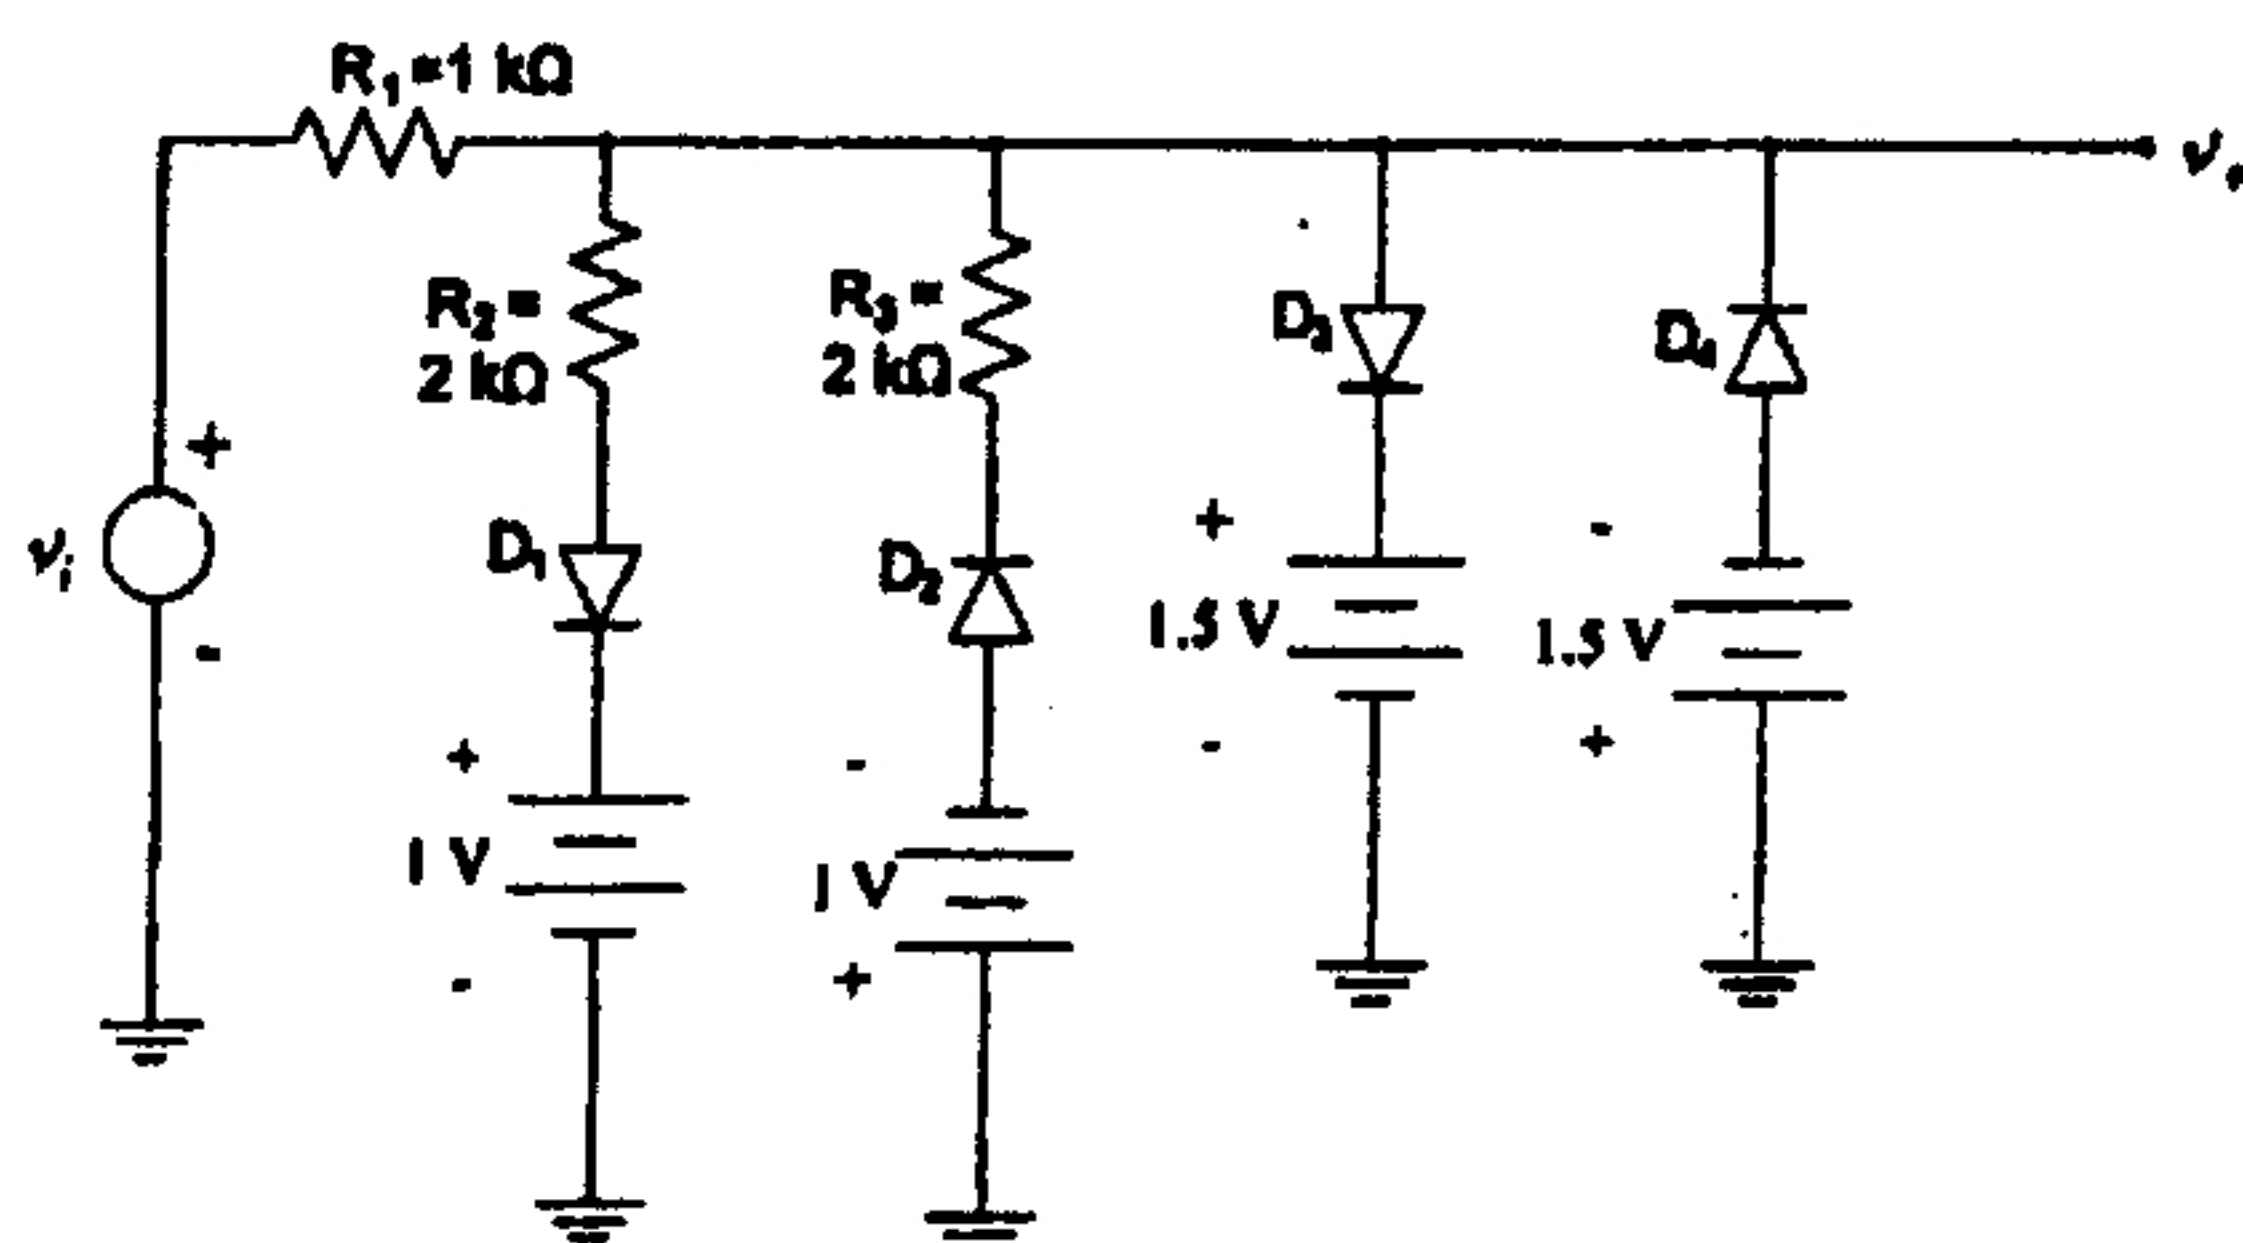 R₁=1 kΩ
v₀
R₂=
2 kΩ
R₃=
2 kΩ
D₃
D₄
+
vᵢ
-
D₁
D₂
+
1.5 V
-
-
1.5 V
+
+
1 V
-
-
1 V
+